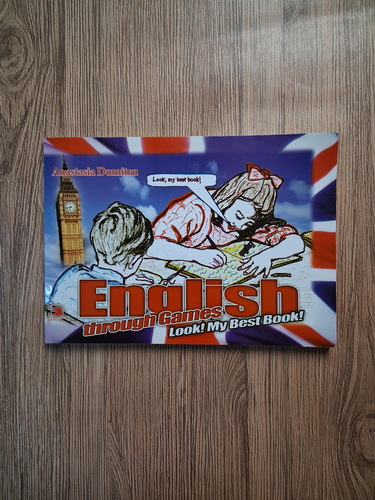 Anastasia Dumitru
Look, my best book!
English
through Games
Look! My Best Book!